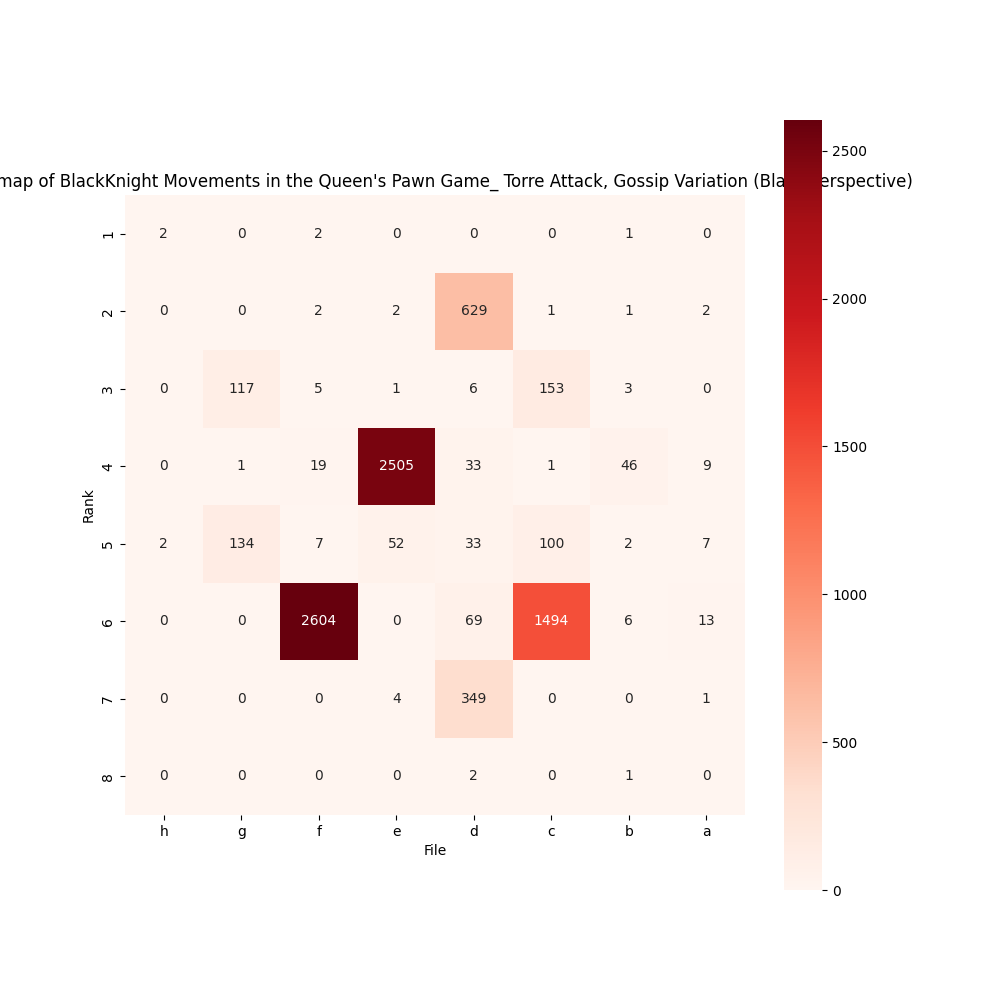 map of BlackKnight Movements in the Queen's Pawn Game_ Torre Attack, Gossip Variation (Bla erspective)
2500
2000
1500
1000
500
0
Rank
1 2 0 2 0 0 0 1 0
2 0 0 2 2 629 1 1 2
3 0 117 5 1 6 153 3 0
4 0 1 19 2505 33 1 46 9
5 2 134 7 52 33 100 2 7
6 0 0 2604 0 69 1494 6 13
7 0 0 0 4 349 0 0 1
8 0 0 0 0 2 0 1 0
h g f e d c b a
File